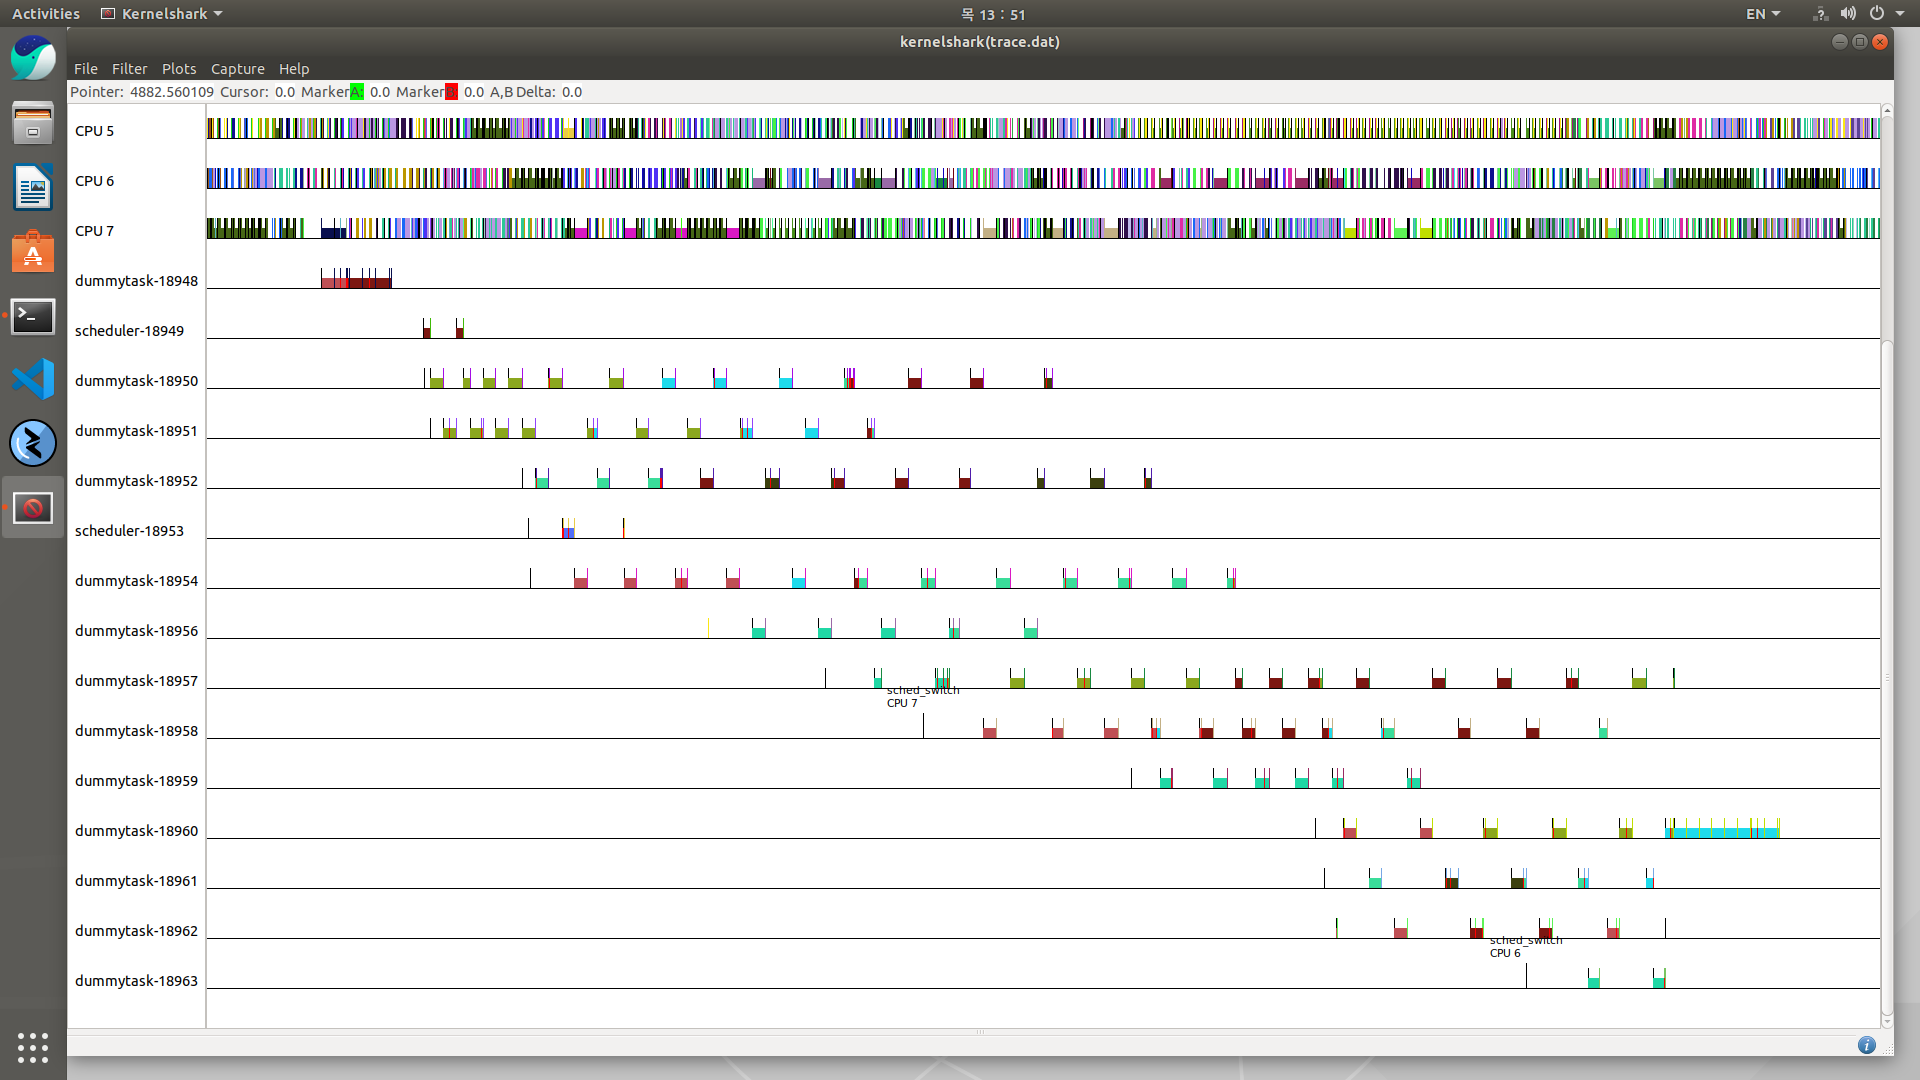 Activities Kernelshark 목 13 : 51 EN
kernelshark(trace.dat)
File Filter Plots Capture Help
Pointer: 4882.560109 Cursor: 0.0 Marker A: 0.0 Marker 0.0 A,B Delta: 0.0
CPU 5
CPU 6
CPU 7
dummytask-18948
scheduler-18949
dummytask-18950
dummytask-18951
dummytask-18952
scheduler-18953
dummytask-18954
dummytask-18956
dummytask-18957
sched_switch
CPU 7
dummytask-18958
dummytask-18959
dummytask-18960
dummytask-18961
dummytask-18962
sched_switch
CPU 6
dummytask-18963